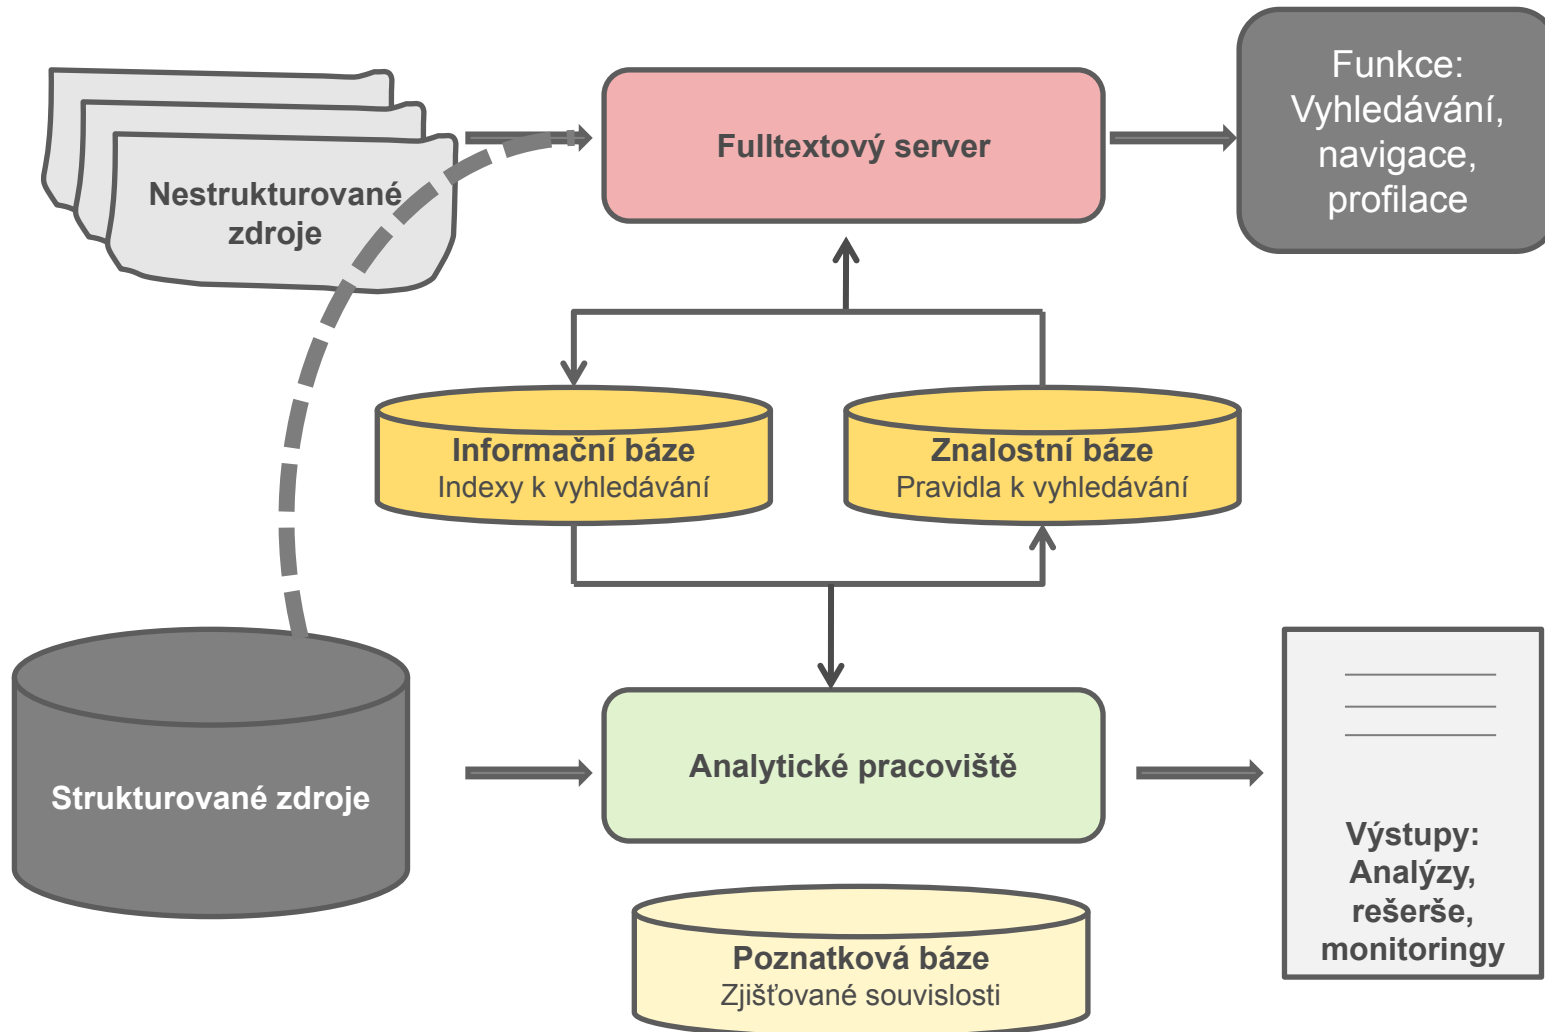 Nestrukturované
zdroje
Fulltextový server
Funkce:
Vyhledávání,
navigace,
profilace
Informační báze
Indexy k vyhledávání
Znalostní báze
Pravidla k vyhledávání
Strukturované zdroje
Analytické pracoviště
Výstupy:
Analýzy,
rešerše,
monitoringy
Poznatková báze
Zjišťované souvislosti